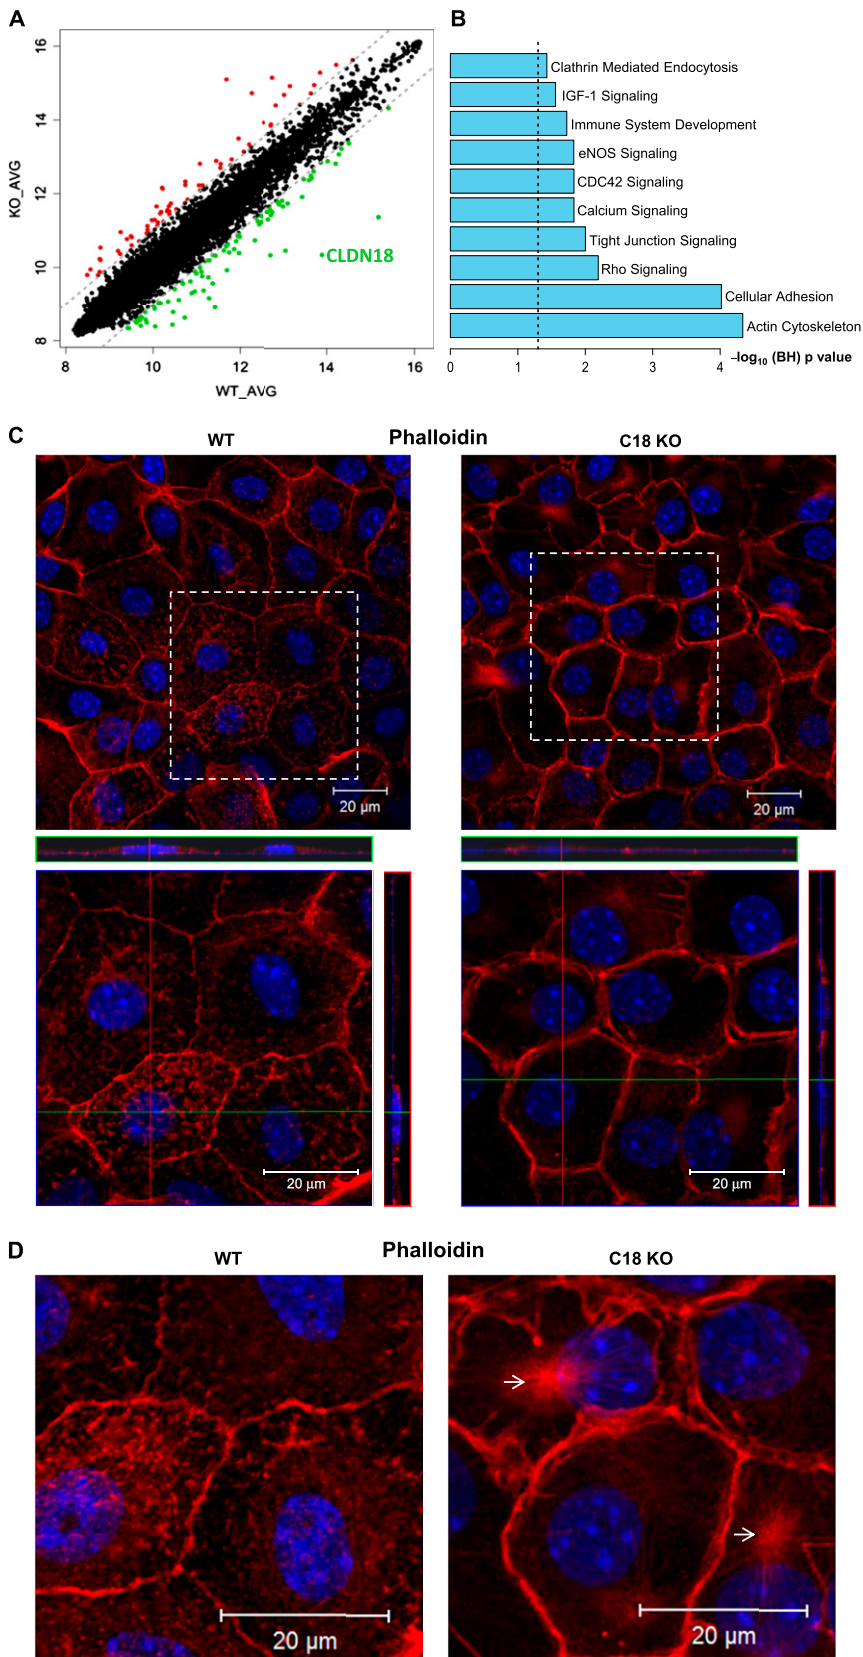 A
B
16
14
12
10
8
KO_AVG
CLDN18
8
10
12
14
16
WT_AVG
Clathrin Mediated Endocytosis
IGF-1 Signaling
Immune System Development
eNOS Signaling
CDC42 Signaling
Calcium Signaling
Tight Junction Signaling
Rho Signaling
Cellular Adhesion
Actin Cytoskeleton
0
1
2
3
4
–log10 (BH) p value
C
WT
Phalloidin
C18 KO
20 µm
20 µm
20 µm
20 µm
D
WT
Phalloidin
C18 KO
20 µm
20 µm